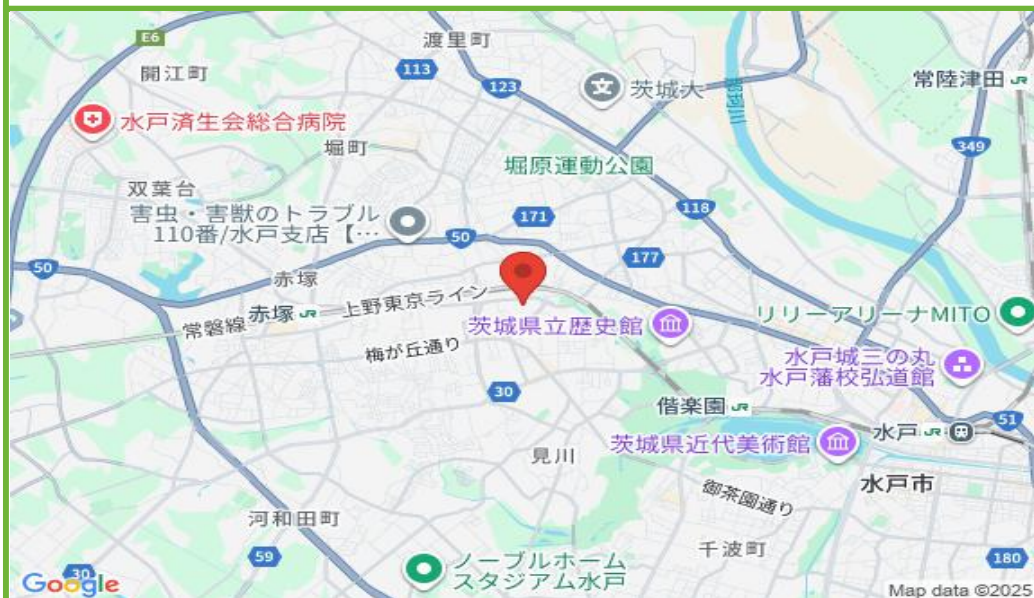 E6
渡里町
開江町
113
123
茨城大
那珂川
常陸津田 JR
水戸済生会総合病院
堀町
349
堀原運動公園
双葉台
害虫・害獣のトラブル
110番/水戸支店【…
171
118
50
50
177
赤塚
上野東京ライン
常磐線
赤塚 JR
茨城県立歴史館
リリーアリーナMITO
梅が丘通り
水戸城三の丸
水戸藩校弘道館
30
偕楽園 JR
51
水戸 JR
茨城県近代美術館
見川
水戸市
御茶園通り
河和田町
千波町
59
180
ノーブルホーム
スタジアム水戸
30
Google
Map data ©2025